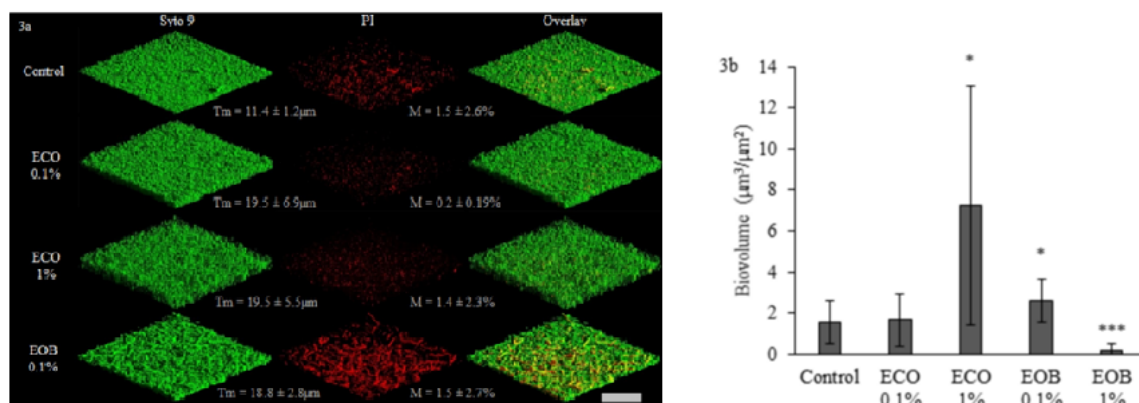 3a Syto 9 PI Overlay
Control
Tm = 11.4 ± 1.2μm M = 1.5 ± 2.6%
ECO
0.1%
Tm = 19.5 ± 6.9μm M = 0.2 ± 0.19%
ECO
1%
Tm = 19.5 ± 5.5μm M = 1.4 ± 2.3%
EOB
0.1%
Tm = 18.8 ± 2.8μm M = 1.5 ± 2.7%
3b
Biovolume (μm³/μm²)
14
12
10
8
6
4
2
0
*
*
***
Control ECO ECO EOB EOB
0.1% 1% 0.1% 1%